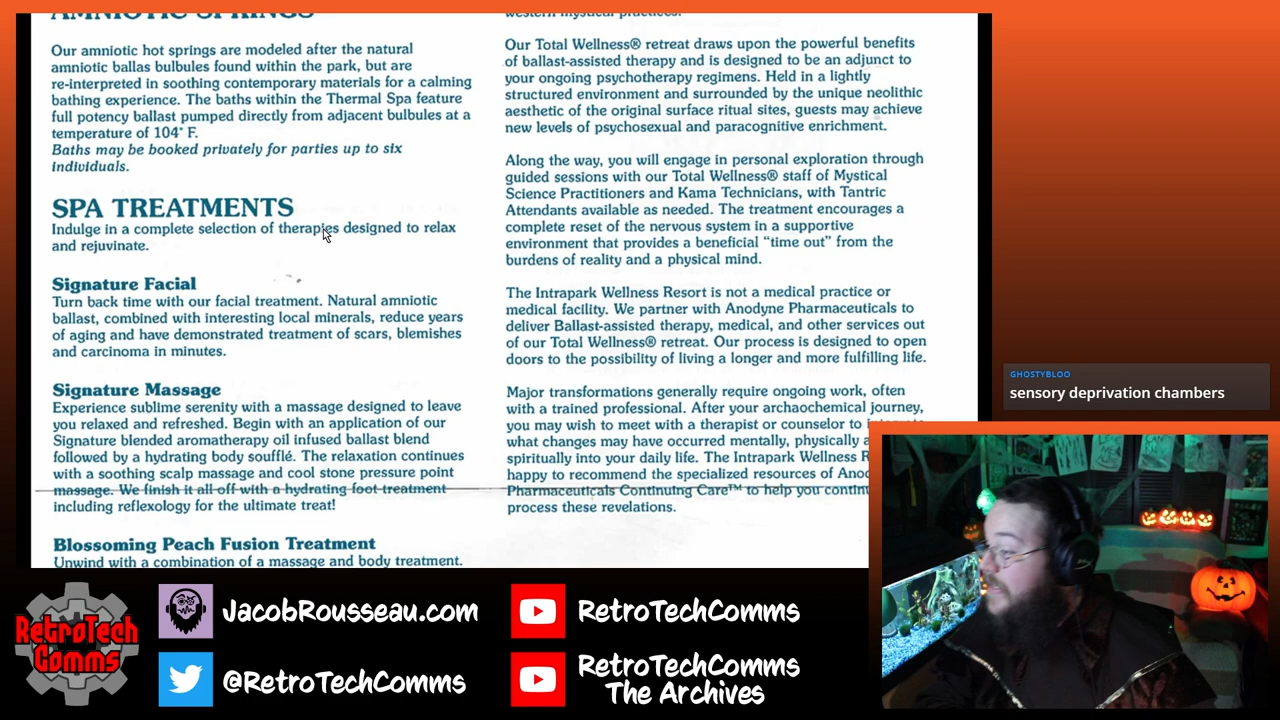 AMNIOTIC SPRINGS
Our amniotic hot springs are modeled after the natural
amniotic ballas bulbules found within the park, but are
re-interpreted in soothing contemporary materials for a calming
bathing experience. The baths within the Thermal Spa feature
full potency ballast pumped directly from adjacent bulbules at a
temperature of 104° F.
Baths may be booked privately for parties up to six
individuals.
SPA TREATMENTS
Indulge in a complete selection of therapies designed to relax
and rejuvinate.
Signature Facial
Turn back time with our facial treatment. Natural amniotic
ballast, combined with interesting local minerals, reduce years
of aging and have demonstrated treatment of scars, blemishes
and carcinoma in minutes.
Signature Massage
Experience sublime serenity with a massage designed to leave
you relaxed and refreshed. Begin with an application of our
Signature blended aromatherapy oil infused ballast blend
followed by a hydrating body soufflé. The relaxation continues
with a soothing scalp massage and cool stone pressure point
massage. We finish it all off with a hydrating foot treatment
including reflexology for the ultimate treat!
Blossoming Peach Fusion Treatment
Unwind with a combination of a massage and body treatment.
western mystical practices.
Our Total Wellness® retreat draws upon the powerful benefits
of ballast-assisted therapy and is designed to be an adjunct to
your ongoing psychotherapy regimens. Held in a lightly
structured environment and surrounded by the unique neolithic
aesthetic of the original surface ritual sites, guests may achieve
new levels of psychosexual and paracognitive enrichment.
Along the way, you will engage in personal exploration through
guided sessions with our Total Wellness® staff of Mystical
Science Practitioners and Kama Technicians, with Tantric
Attendants available as needed. The treatment encourages a
complete reset of the nervous system in a supportive
environment that provides a beneficial “time out” from the
burdens of reality and a physical mind.
The Intrapark Wellness Resort is not a medical practice or
medical facility. We partner with Anodyne Pharmaceuticals to
deliver Ballast-assisted therapy, medical, and other services out
of our Total Wellness® retreat. Our process is designed to open
doors to the possibility of living a longer and more fulfilling life.
Major transformations generally require ongoing work, often
with a trained professional. After your archaochemical journey,
you may wish to meet with a therapist or counselor to
what changes may have occurred mentally, physically
spiritually into your daily life. The Intrapark Wellness
happy to recommend the specialized resources of
Pharmaceuticals Continuing Care™ to help you
process these revelations.
GHOSTYBLOO
sensory deprivation chambers
RetroTech
Comms
JacobRousseau.com
@RetroTechComms
RetroTechComms
RetroTechComms
The Archives